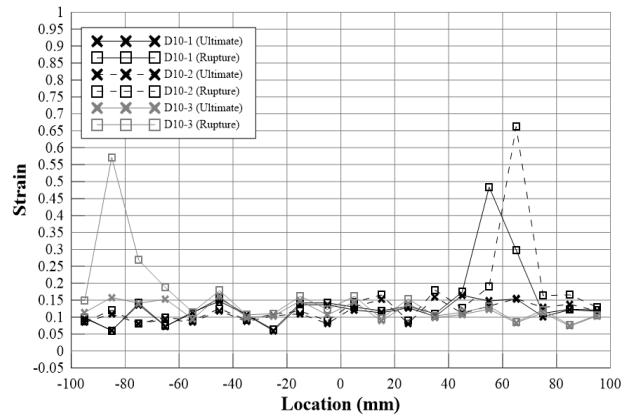 1
0.95
0.9
0.85
0.8
0.75
0.7
0.65
0.6
0.55
0.5
0.45
0.4
0.35
0.3
0.25
0.2
0.15
0.1
0.05
0
-0.05
Strain
D10-1 (Ultimate)
D10-1 (Rupture)
D10-2 (Ultimate)
D10-2 (Rupture)
D10-3 (Ultimate)
D10-3 (Rupture)
-100 -80 -60 -40 -20 0 20 40 60 80 100
Location (mm)